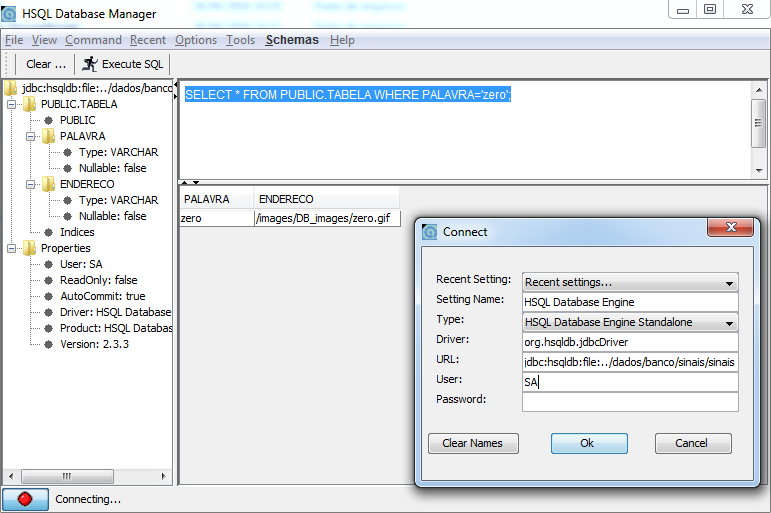 HSQL Database Manager
File View Command Recent Options Tools Schemas Help
Clear ... Execute SQL
jdbc:hsqldb:file:../dados/banco
PUBLIC.TABELA
PUBLIC
PALAVRA
Type: VARCHAR
Nullable: false
ENDERECO
Type: VARCHAR
Nullable: false
Indices
Properties
User: SA
ReadOnly: false
AutoCommit: true
Driver: HSQL Database
Product: HSQL Databas
Version: 2.3.3
SELECT * FROM PUBLIC.TABELA WHERE PALAVRA='zero';
PALAVRA ENDERECO
zero /images/DB_images/zero.gif
Connect
Recent Setting: Recent settings...
Setting Name: HSQL Database Engine
Type: HSQL Database Engine Standalone
Driver: org.hsqldb.jdbcDriver
URL: jdbc:hsqldb:file:../dados/banco/sinais/sinais
User: SA
Password:
Clear Names Ok Cancel
Connecting...